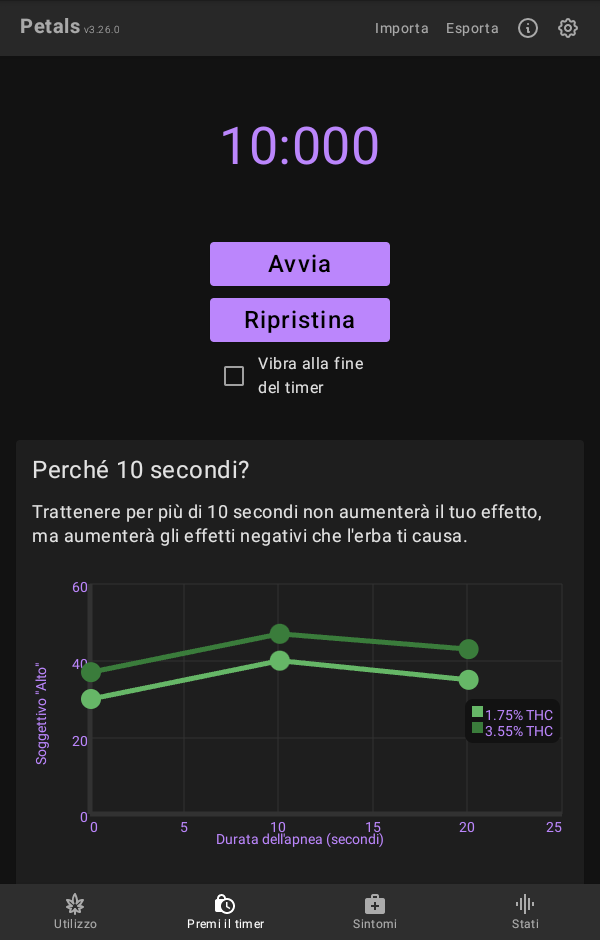 Petals v3.26.0
Importa
Esporta
10:000
Avvia
Ripristina
Vibra alla fine
del timer
Perché 10 secondi?
Trattenere per più di 10 secondi non aumenterà il tuo effetto,
ma aumenterà gli effetti negativi che l'erba ti causa.
60
40
20
0
Soggettivo "Alto"
1.75% THC
3.55% THC
0 5 10 15 20 25
Durata dell'apnea (secondi)
Utilizzo
Premi il timer
Sintomi
Stati